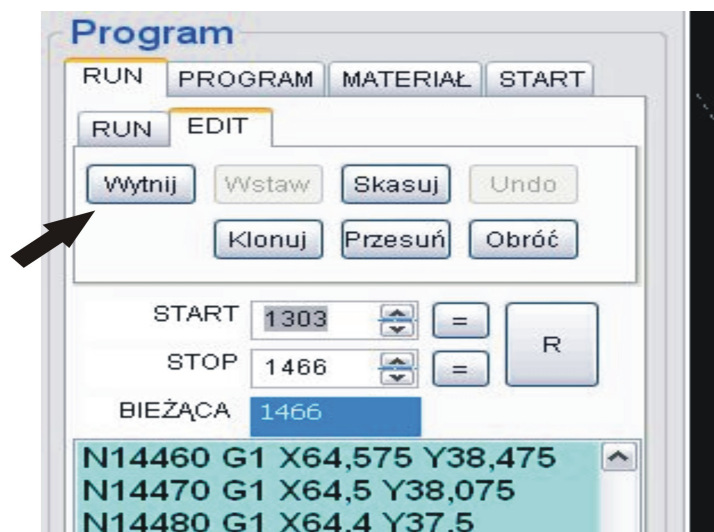 Program
RUN PROGRAM MATERIAŁ START
RUN EDIT
Wytnij Wstaw Skasuj Undo
Klonuj Przesuń Obróć
START 1303 =
R
STOP 1466 =
BIEŻĄCA 1466
N14460 G1 X64,575 Y38,475
N14470 G1 X64,5 Y38,075
N14480 G1 X64,4 Y37,5